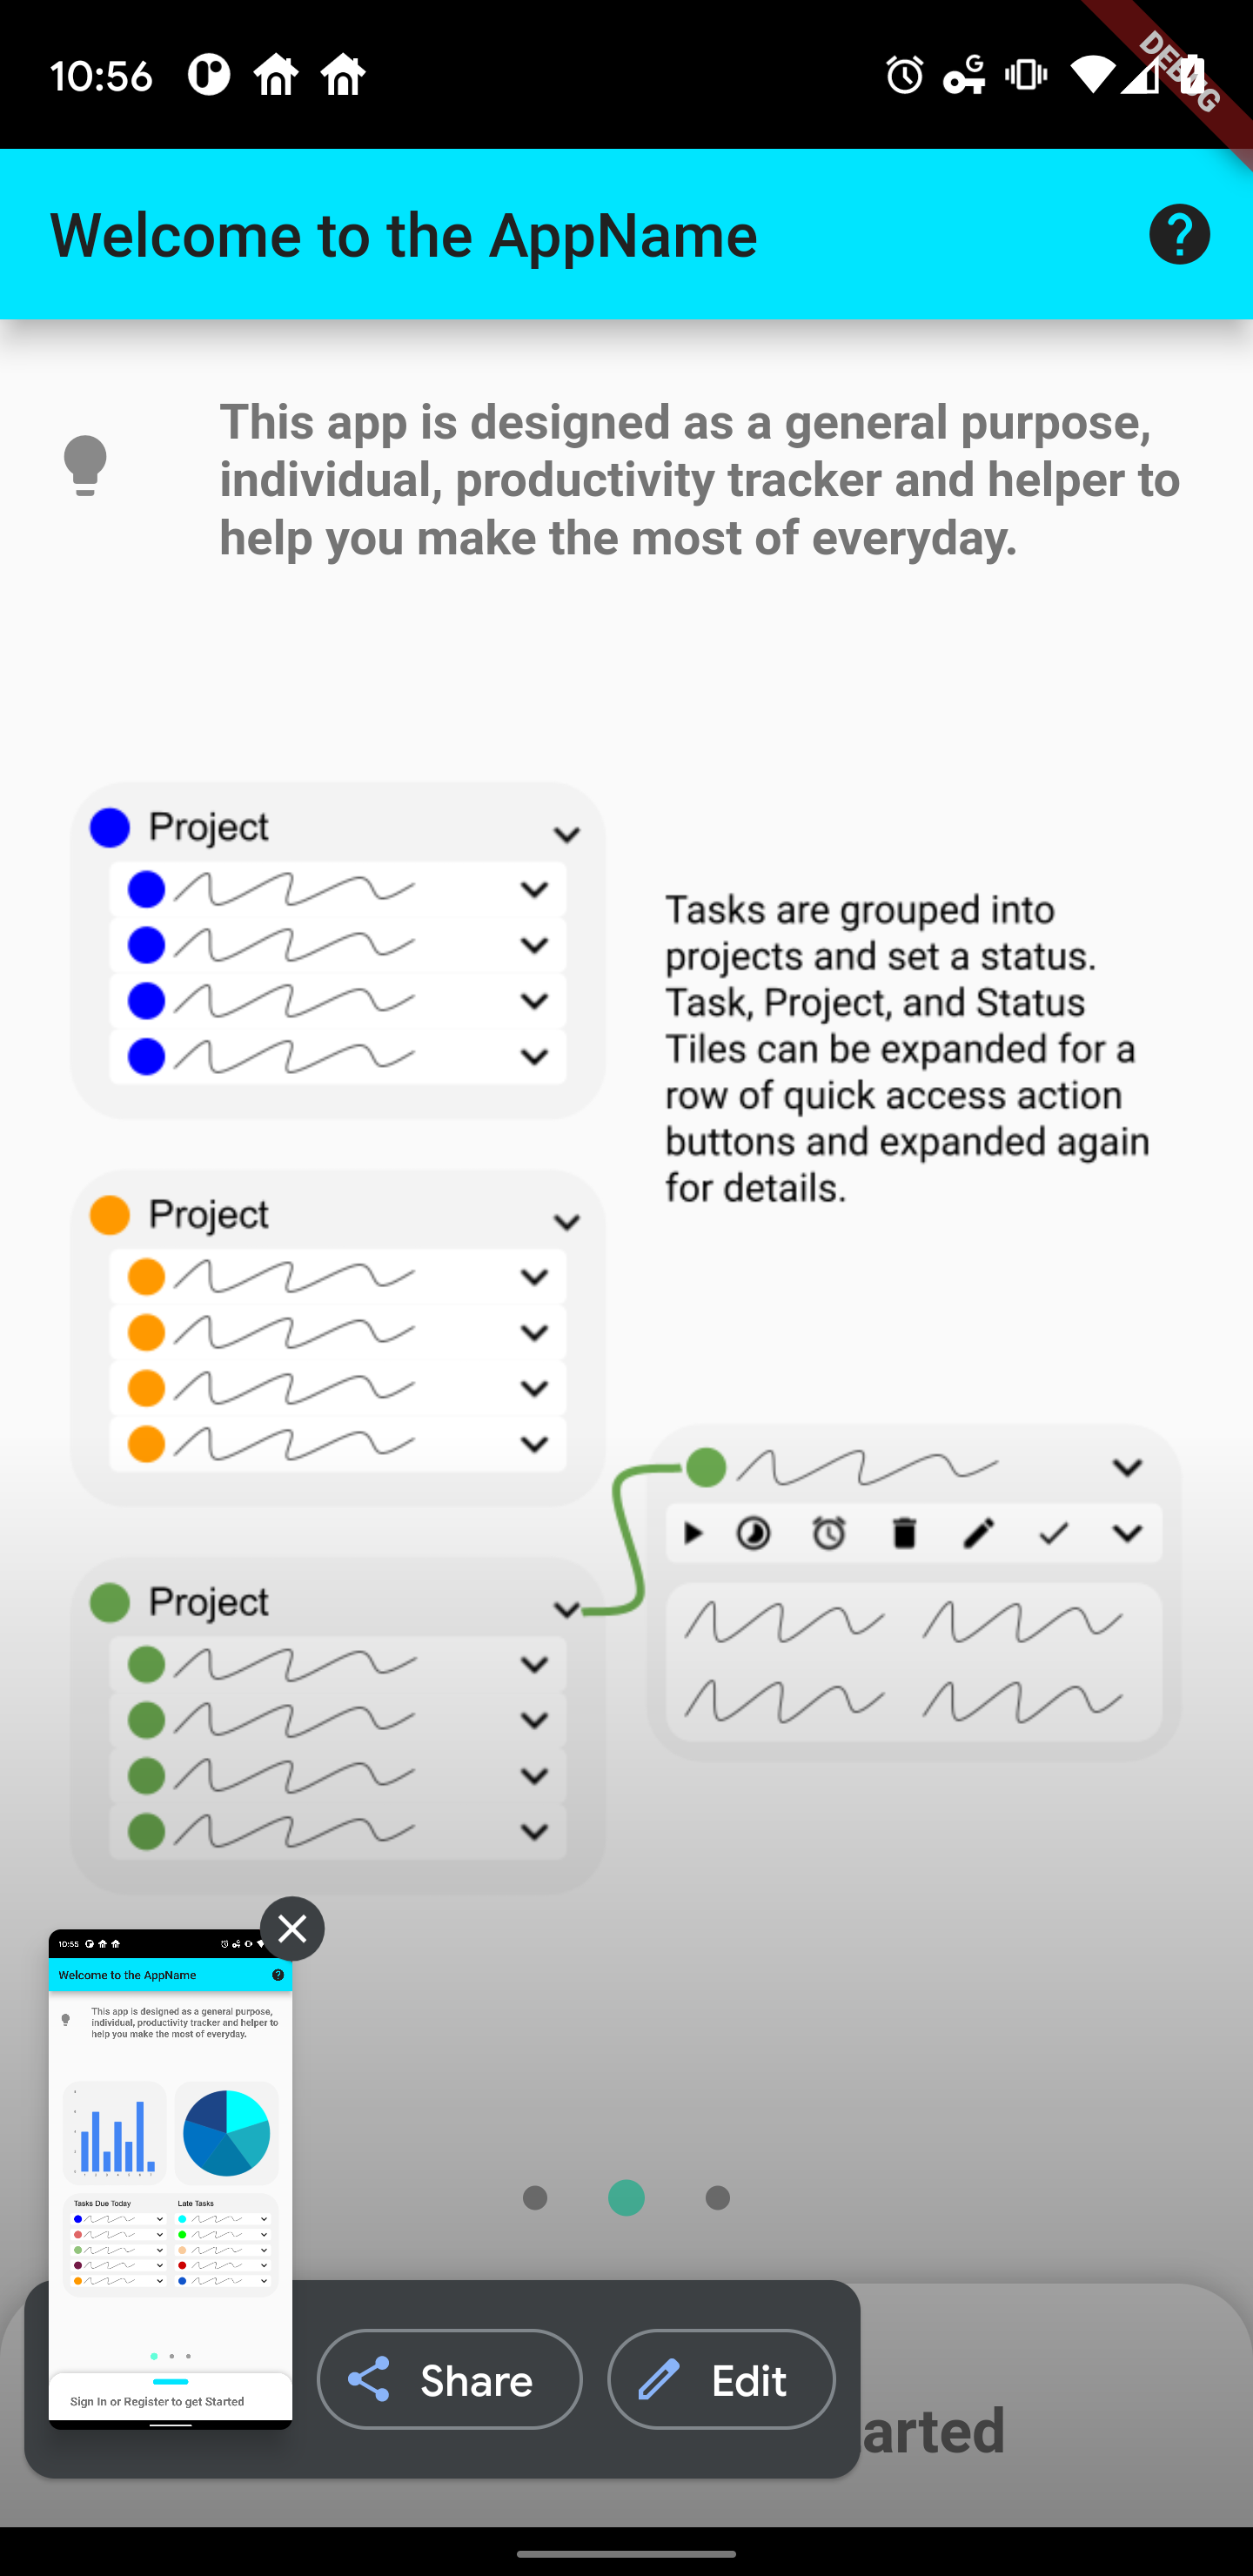 10:56
DEBUG
Welcome to the AppName
This app is designed as a general purpose,
individual, productivity tracker and helper to
help you make the most of everyday.
Project
Tasks are grouped into
projects and set a status.
Task, Project, and Status
Tiles can be expanded for a
row of quick access action
buttons and expanded again
for details.
Project
Project
10:55
Welcome to the AppName
This app is designed as a general purpose,
individual, productivity tracker and helper to
help you make the most of everyday.
Tasks Due Today
Late Tasks
Sign In or Register to get Started
Share
Edit
arted